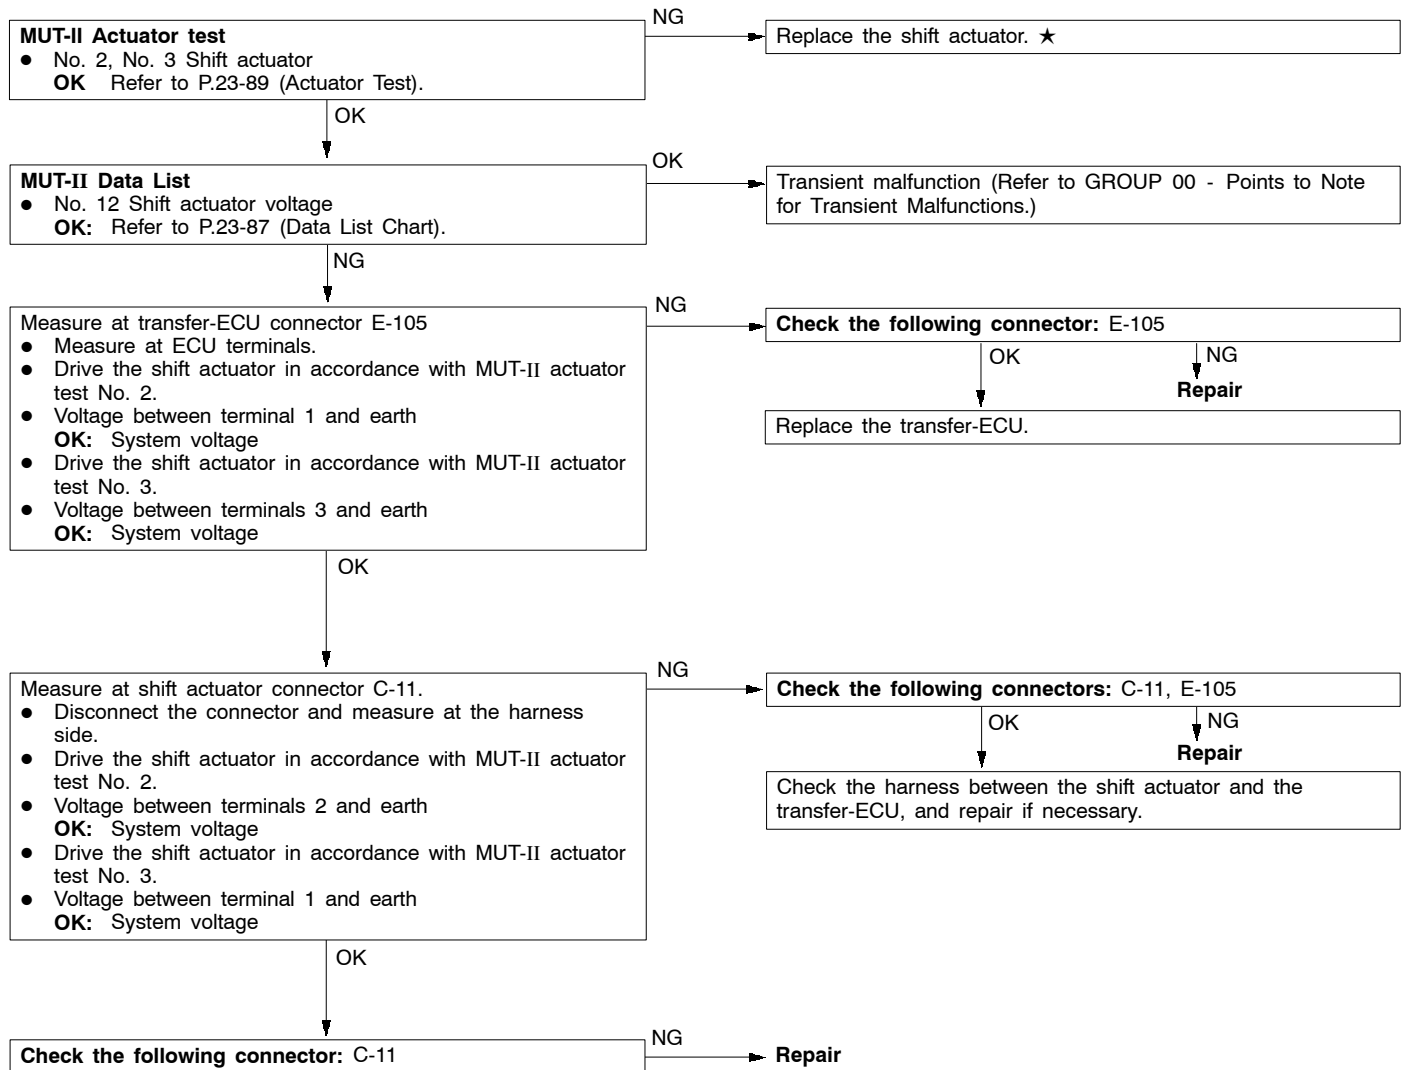 NG
MUT-II Actuator test
● No. 2, No. 3 Shift actuator
OK Refer to P.23-89 (Actuator Test).
Replace the shift actuator. ★
OK
MUT-II Data List
● No. 12 Shift actuator voltage
OK: Refer to P.23-87 (Data List Chart).
OK
Transient malfunction (Refer to GROUP 00 - Points to Note
for Transient Malfunctions.)
NG
Measure at transfer-ECU connector E-105
● Measure at ECU terminals.
● Drive the shift actuator in accordance with MUT-II actuator
test No. 2.
● Voltage between terminal 1 and earth
OK: System voltage
● Drive the shift actuator in accordance with MUT-II actuator
test No. 3.
● Voltage between terminals 3 and earth
OK: System voltage
NG
Check the following connector: E-105
OK
NG
Repair
Replace the transfer-ECU.
OK
Measure at shift actuator connector C-11.
● Disconnect the connector and measure at the harness
side.
● Drive the shift actuator in accordance with MUT-II actuator
test No. 2.
● Voltage between terminals 2 and earth
OK: System voltage
● Drive the shift actuator in accordance with MUT-II actuator
test No. 3.
● Voltage between terminal 1 and earth
OK: System voltage
NG
Check the following connectors: C-11, E-105
OK
NG
Repair
Check the harness between the shift actuator and the
transfer-ECU, and repair if necessary.
OK
Check the following connector: C-11
NG
Repair